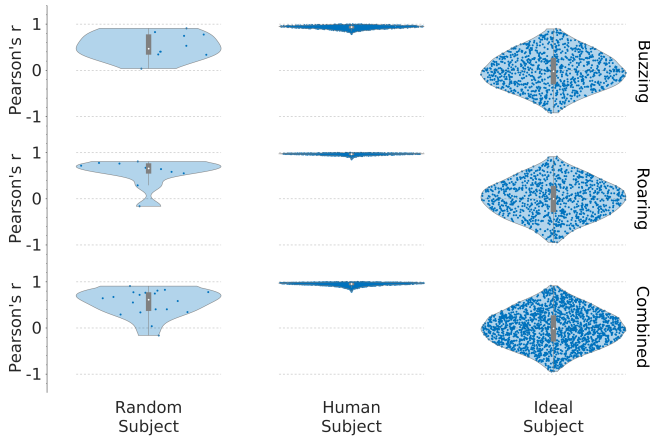 Pearson's r
1
0
-1
Buzzing
Pearson's r
1
0
-1
Roaring
Pearson's r
1
0
-1
Combined
Random
Subject
Human
Subject
Ideal
Subject